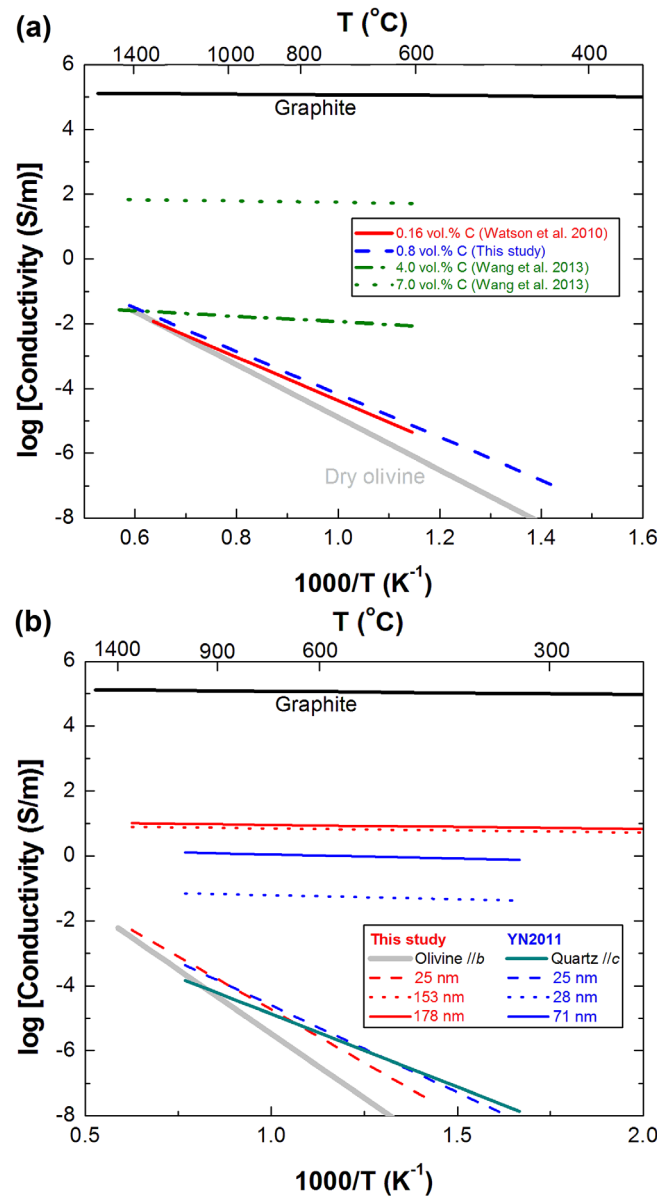 (a)
T (°C)
1400 1000 800 600 400
6
4
2
0
-2
-4
-6
-8
log [Conductivity (S/m)]
Graphite
0.16 vol.% C (Watson et al. 2010)
0.8 vol.% C (This study)
4.0 vol.% C (Wang et al. 2013)
7.0 vol.% C (Wang et al. 2013)
Dry olivine
0.6 0.8 1.0 1.2 1.4 1.6
1000/T (K⁻¹)
(b)
T (°C)
1400 900 600 300
6
4
2
0
-2
-4
-6
-8
log [Conductivity (S/m)]
Graphite
This study YN2011
Olivine //b Quartz //c
25 nm 25 nm
153 nm 28 nm
178 nm 71 nm
0.5 1.0 1.5 2.0
1000/T (K⁻¹)